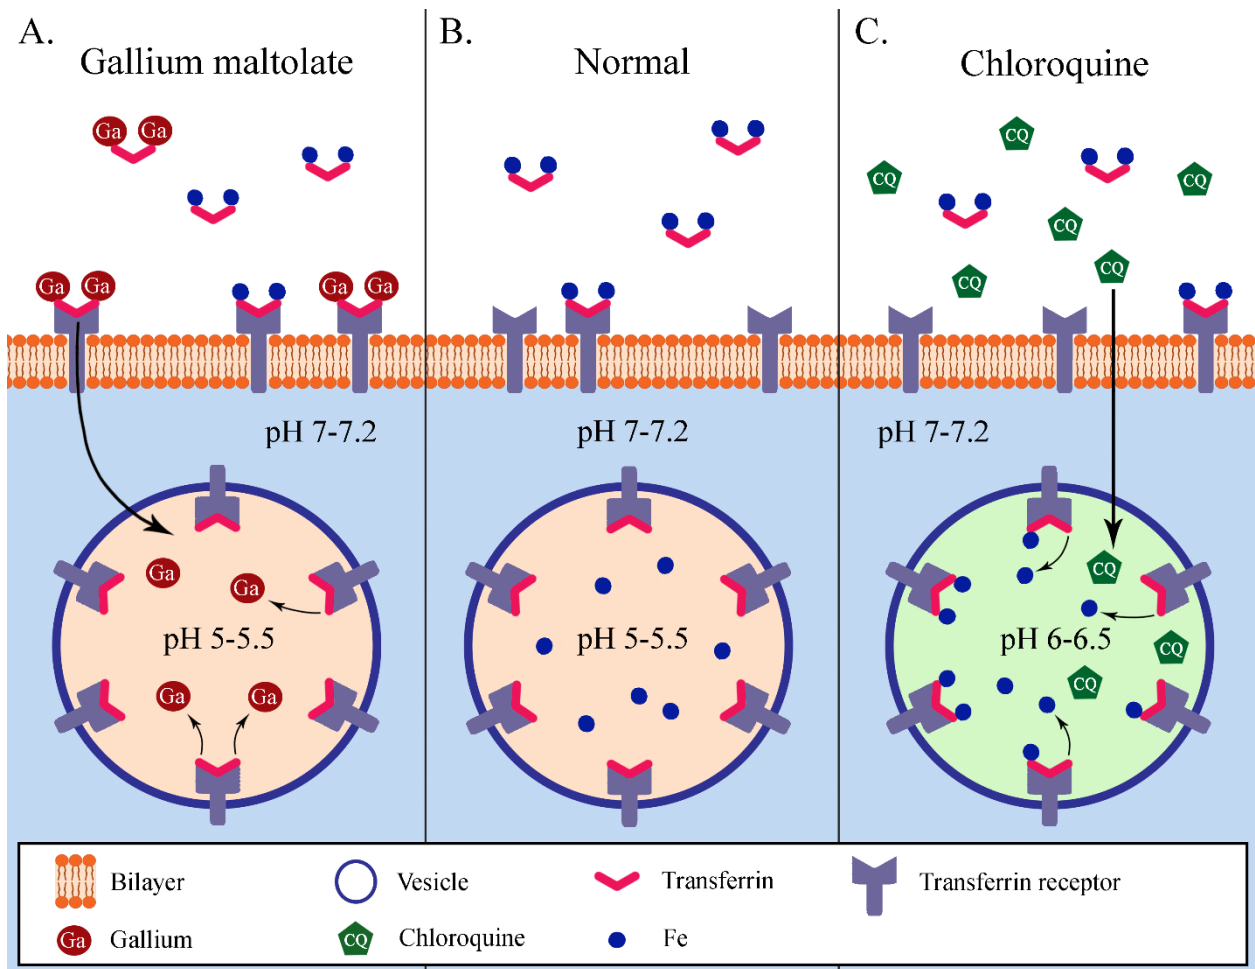 A.
Gallium maltolate
Ga Ga
Ga Ga
Ga Ga
pH 7-7.2
Ga
Ga
pH 5-5.5
Ga
Ga
B.
Normal
pH 7-7.2
pH 5-5.5
C.
Chloroquine
CQ
CQ
CQ
CQ
CQ
CQ
pH 7-7.2
CQ
pH 6-6.5
CQ
CQ
Bilayer
Vesicle
Transferrin
Transferrin receptor
Ga Gallium
CQ Chloroquine
Fe